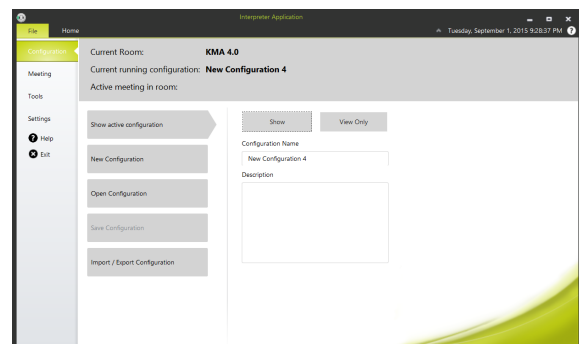 Interpreter Application
File Home
Tuesday, September 1, 2015 9:28:37 PM ?
Configuration
Meeting
Tools
Settings
? Help
Exit
Current Room: KMA 4.0
Current running configuration: New Configuration 4
Active meeting in room:
Show active configuration
New Configuration
Open Configuration
Save Configuration
Import / Export Configuration
Show View Only
Configuration Name
New Configuration 4
Description